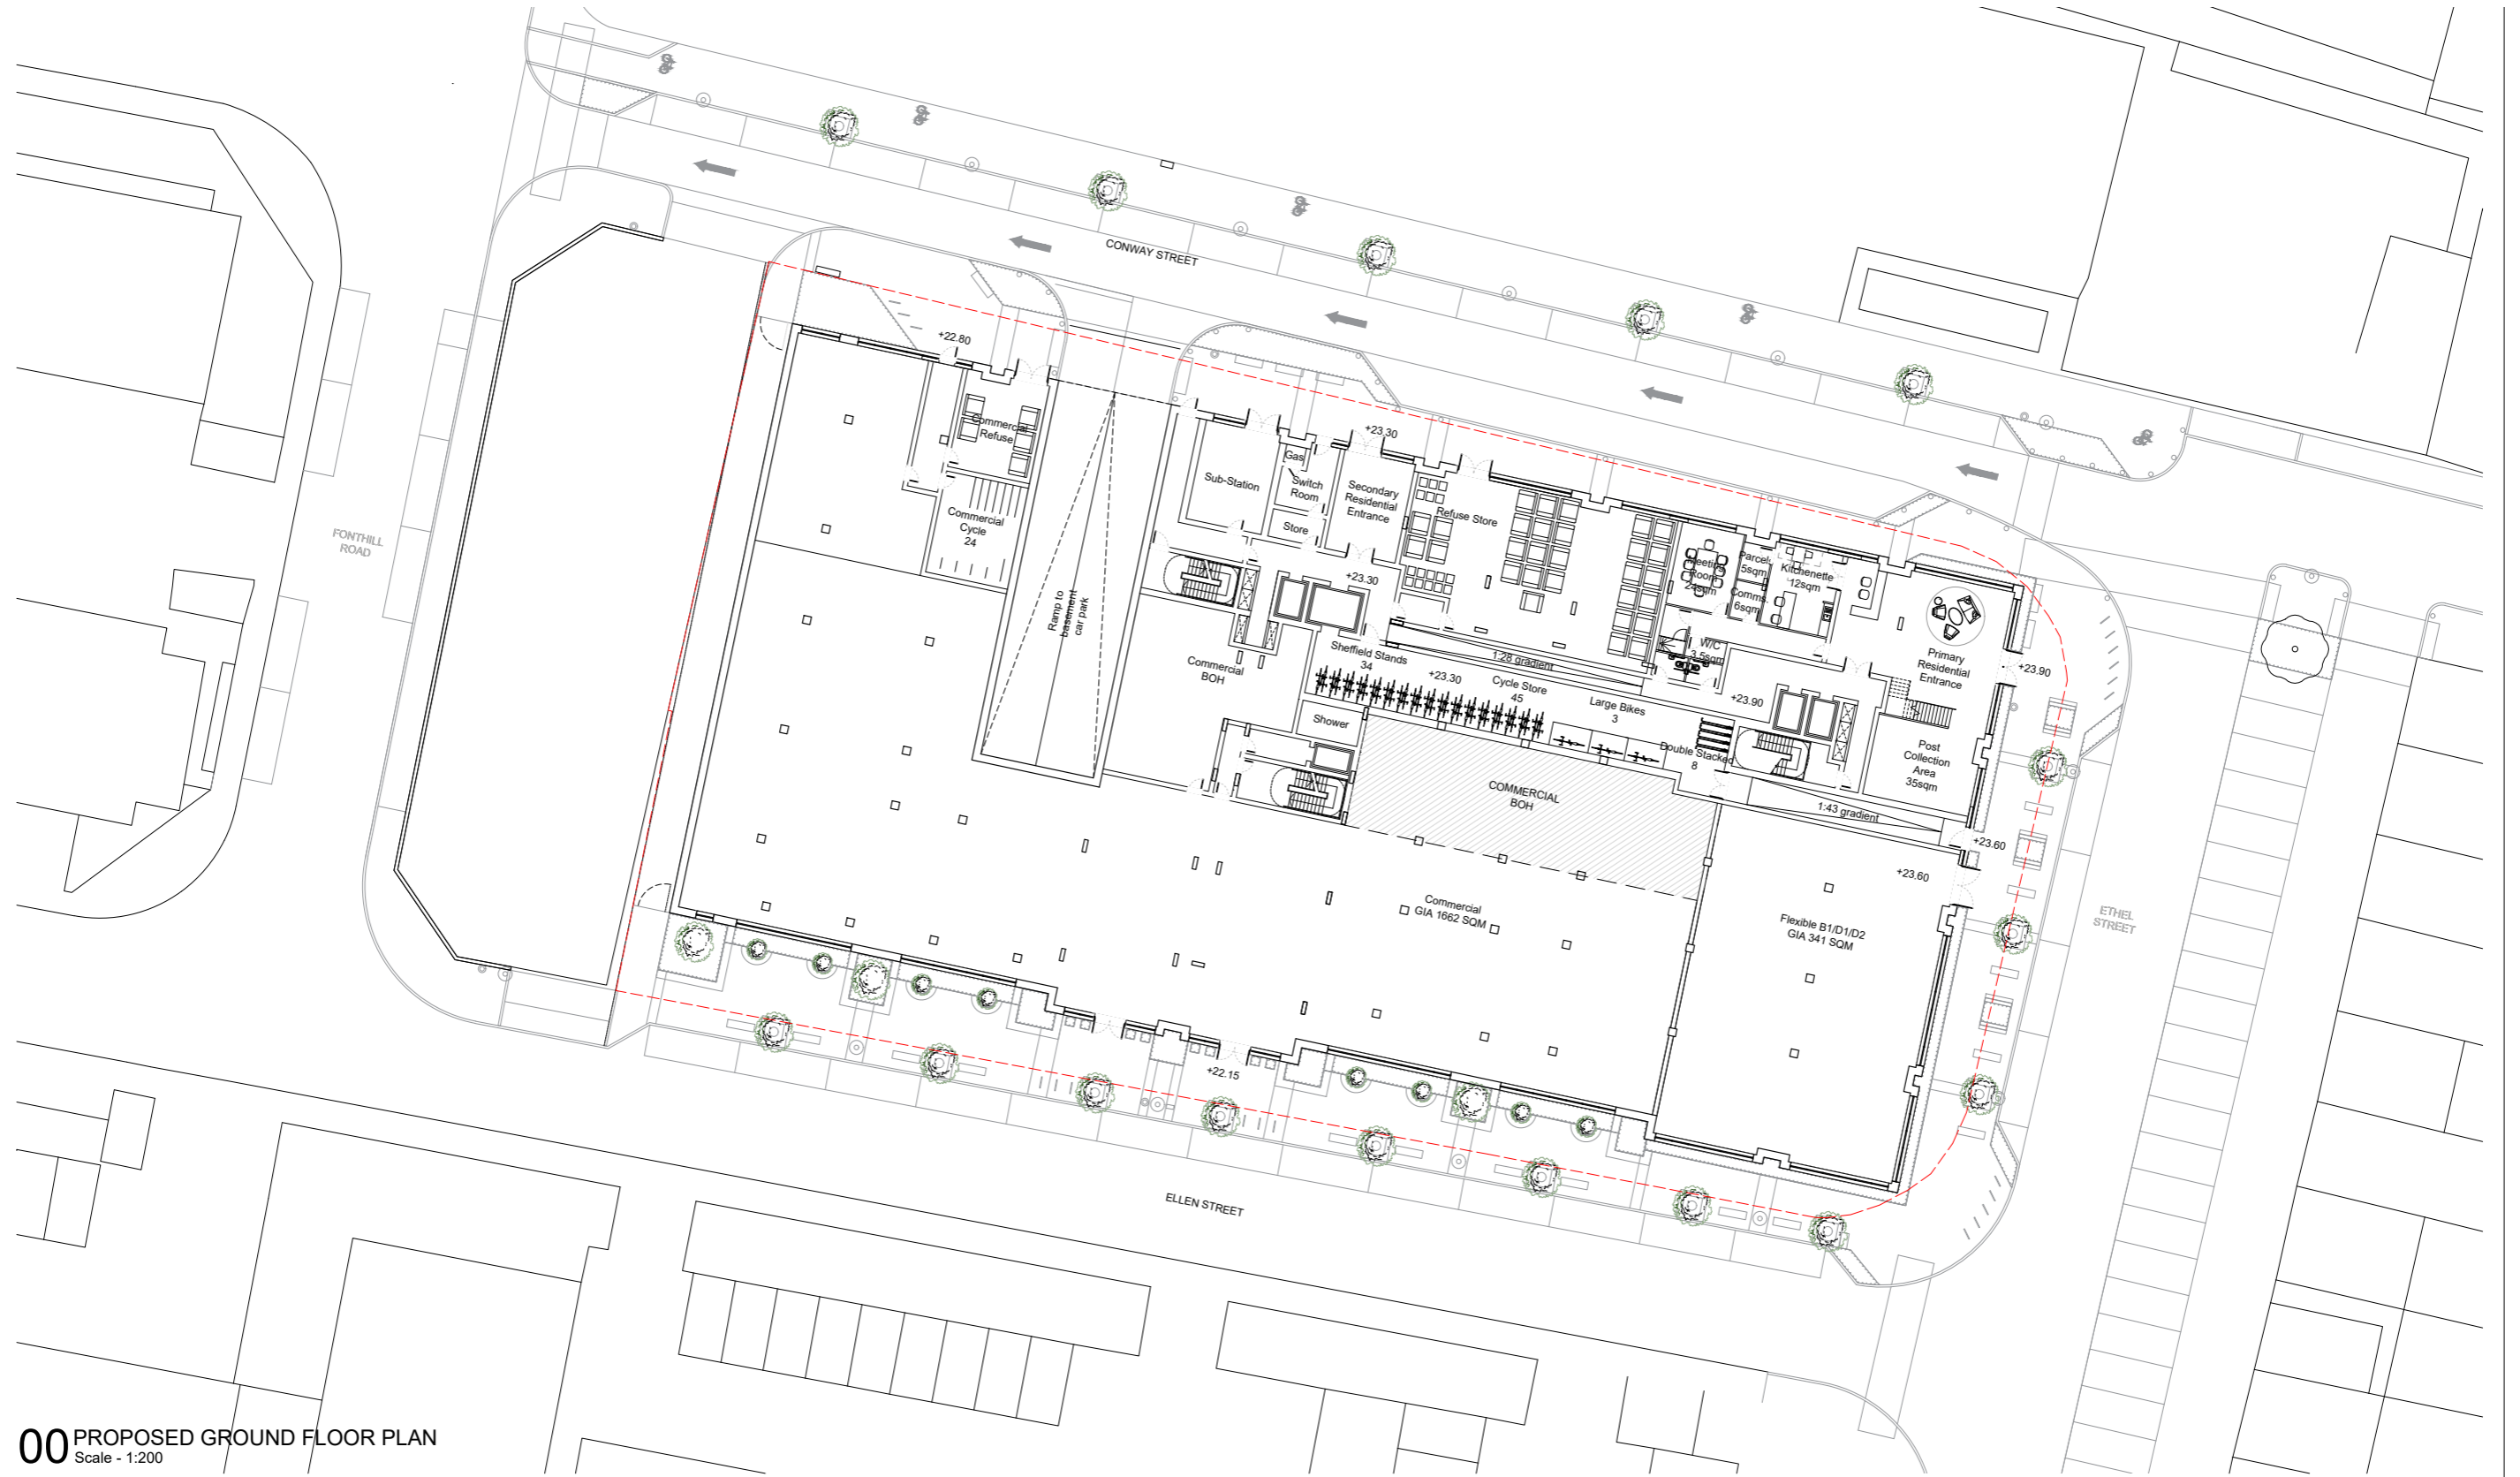 CONWAY STREET
+22.80
Commercial
Refuse
Commercial
Cycle
24
Ramp to
basement
car park
Sub-Station
Gas
Switch
Room
Store
+23.30
Secondary
Residential
Entrance
Refuse Store
+23.30
Meeting
Room
24sqm
Parcel
5sqm
Comms.
6sqm
Kitchenette
12sqm
W/C
3.5sqm
Primary
Residential
Entrance
+23.90
1:28 gradient
Sheffield Stands
34
+23.30
Cycle Store
45
Large Bikes
3
+23.90
Double Stacked
8
Post
Collection
Area
35sqm
1:43 gradient
+23.60
+23.60
Commercial
BOH
Shower
COMMERCIAL
BOH
Commercial
GIA 1662 SQM
Flexible B1/D1/D2
GIA 341 SQM
+22.15
FONTHILL
ROAD
ETHEL
STREET
ELLEN STREET
00 PROPOSED GROUND FLOOR PLAN
Scale - 1:200